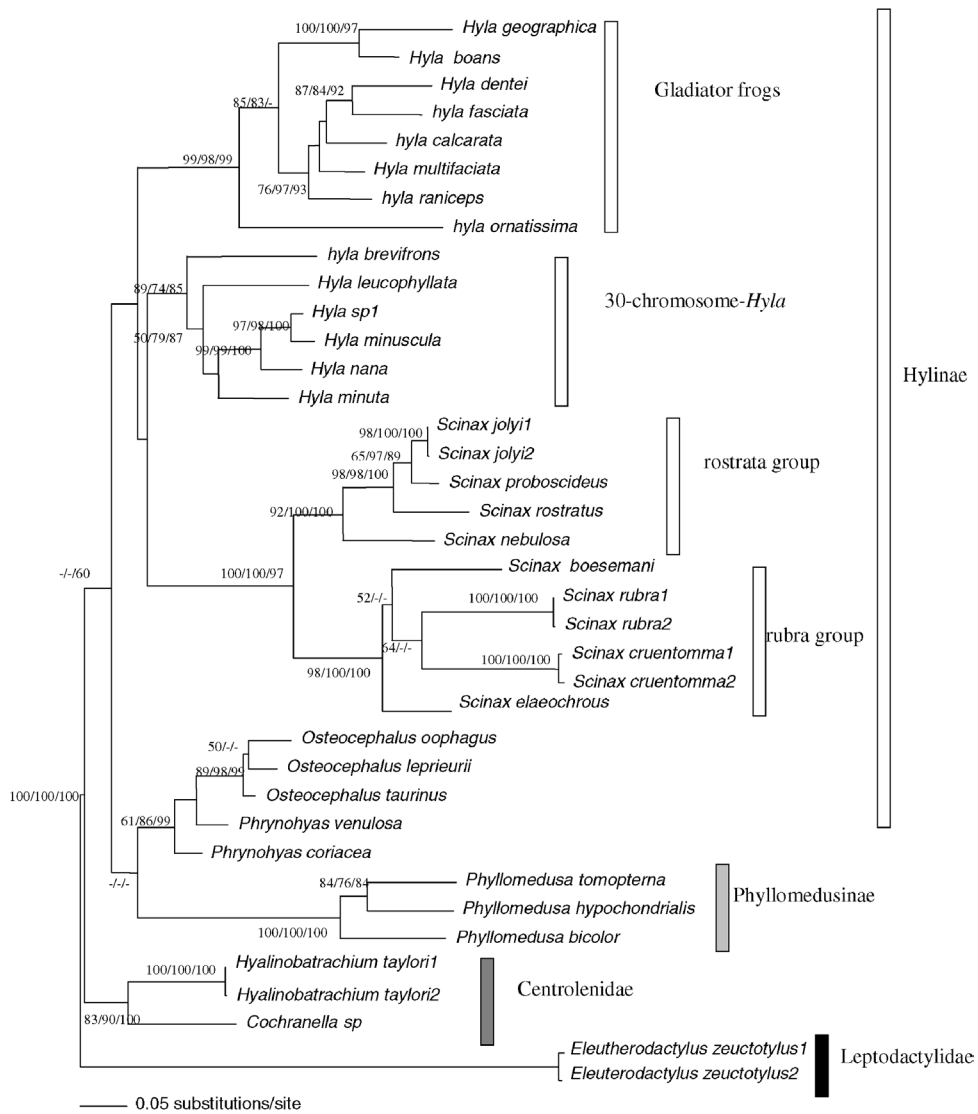 100/100/97
Hyla geographica
Hyla boans
87/84/92
Hyla dentei
hyla fasciata
85/83/-
hyla calcarata
Hyla multifaciata
99/98/99
76/97/93
hyla raniceps
hyla ornatissima
Gladiator frogs
hyla brevifrons
Hyla leucophyllata
89/74/85
Hyla sp1
97/98/100
Hyla minuscula
50/79/87
99/99/100
Hyla nana
Hyla minuta
30-chromosome-Hyla
Hylinae
Scinax jolyi1
98/100/100
Scinax jolyi2
65/97/89
98/98/100
Scinax proboscideus
Scinax rostratus
92/100/100
Scinax nebulosa
rostrata group
-/-/60
100/100/97
Scinax boesemani
52/-/-
100/100/100
Scinax rubra1
Scinax rubra2
64/-/-
100/100/100
Scinax cruentomma1
Scinax cruentomma2
98/100/100
Scinax elaeochrous
rubra group
Osteocephalus oophagus
50/-/-
Osteocephalus leprieurii
89/98/99
Osteocephalus taurinus
100/100/100
61/86/99
Phrynohyas venulosa
Phrynohyas coriacea
-/-/-
84/76/84
Phyllomedusa tomopterna
Phyllomedusa hypochondrialis
100/100/100
Phyllomedusa bicolor
Phyllomedusinae
100/100/100
Hyalinobatrachium taylori1
Hyalinobatrachium taylori2
83/90/100
Cochranella sp
Centrolenidae
Eleutherodactylus zeuctotylus1
Eleuterodactylus zeuctotylus2
Leptodactylidae
0.05 substitutions/site